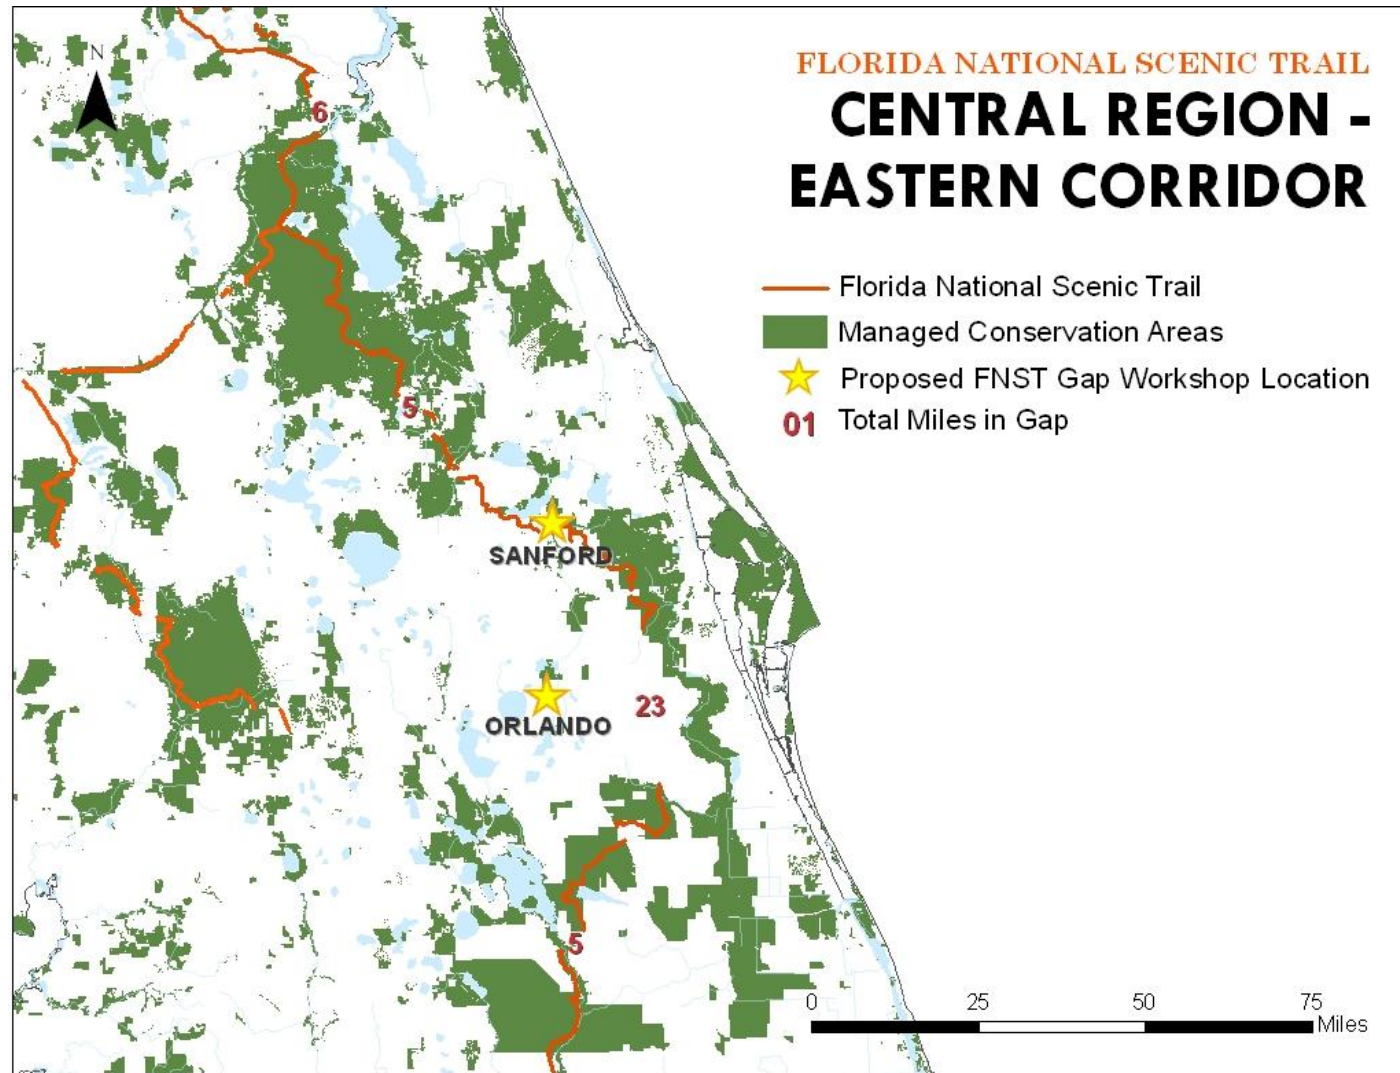 N
FLORIDA NATIONAL SCENIC TRAIL
CENTRAL REGION -
EASTERN CORRIDOR
Florida National Scenic Trail
Managed Conservation Areas
Proposed FNST Gap Workshop Location
01 Total Miles in Gap
6
5
SANFORD
23
ORLANDO
5
0 25 50 75
Miles